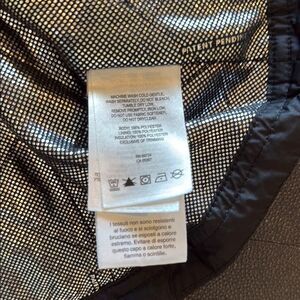 PATENT PENDING
MACHINE WASH COLD GENTLE,
WASH SEPARATELY, DO NOT BLEACH,
TUMBLE DRY LOW,
REMOVE PROMPTLY, IRON LOW,
DO NOT USE FABRIC SOFTENER,
DO NOT DRYCLEAN.
BODY: 100% POLYESTER
LINING: 100% POLYESTER
INSULATION: 100% POLYESTER
EXCLUSIVE OF TRIMMING
I tessuti non sono resistenti
al fuoco e si sciolgono e
bruciano se esposti a calore
estremo. Evitare di esporre
questo capo a calore forte,
fiamma o scintille.